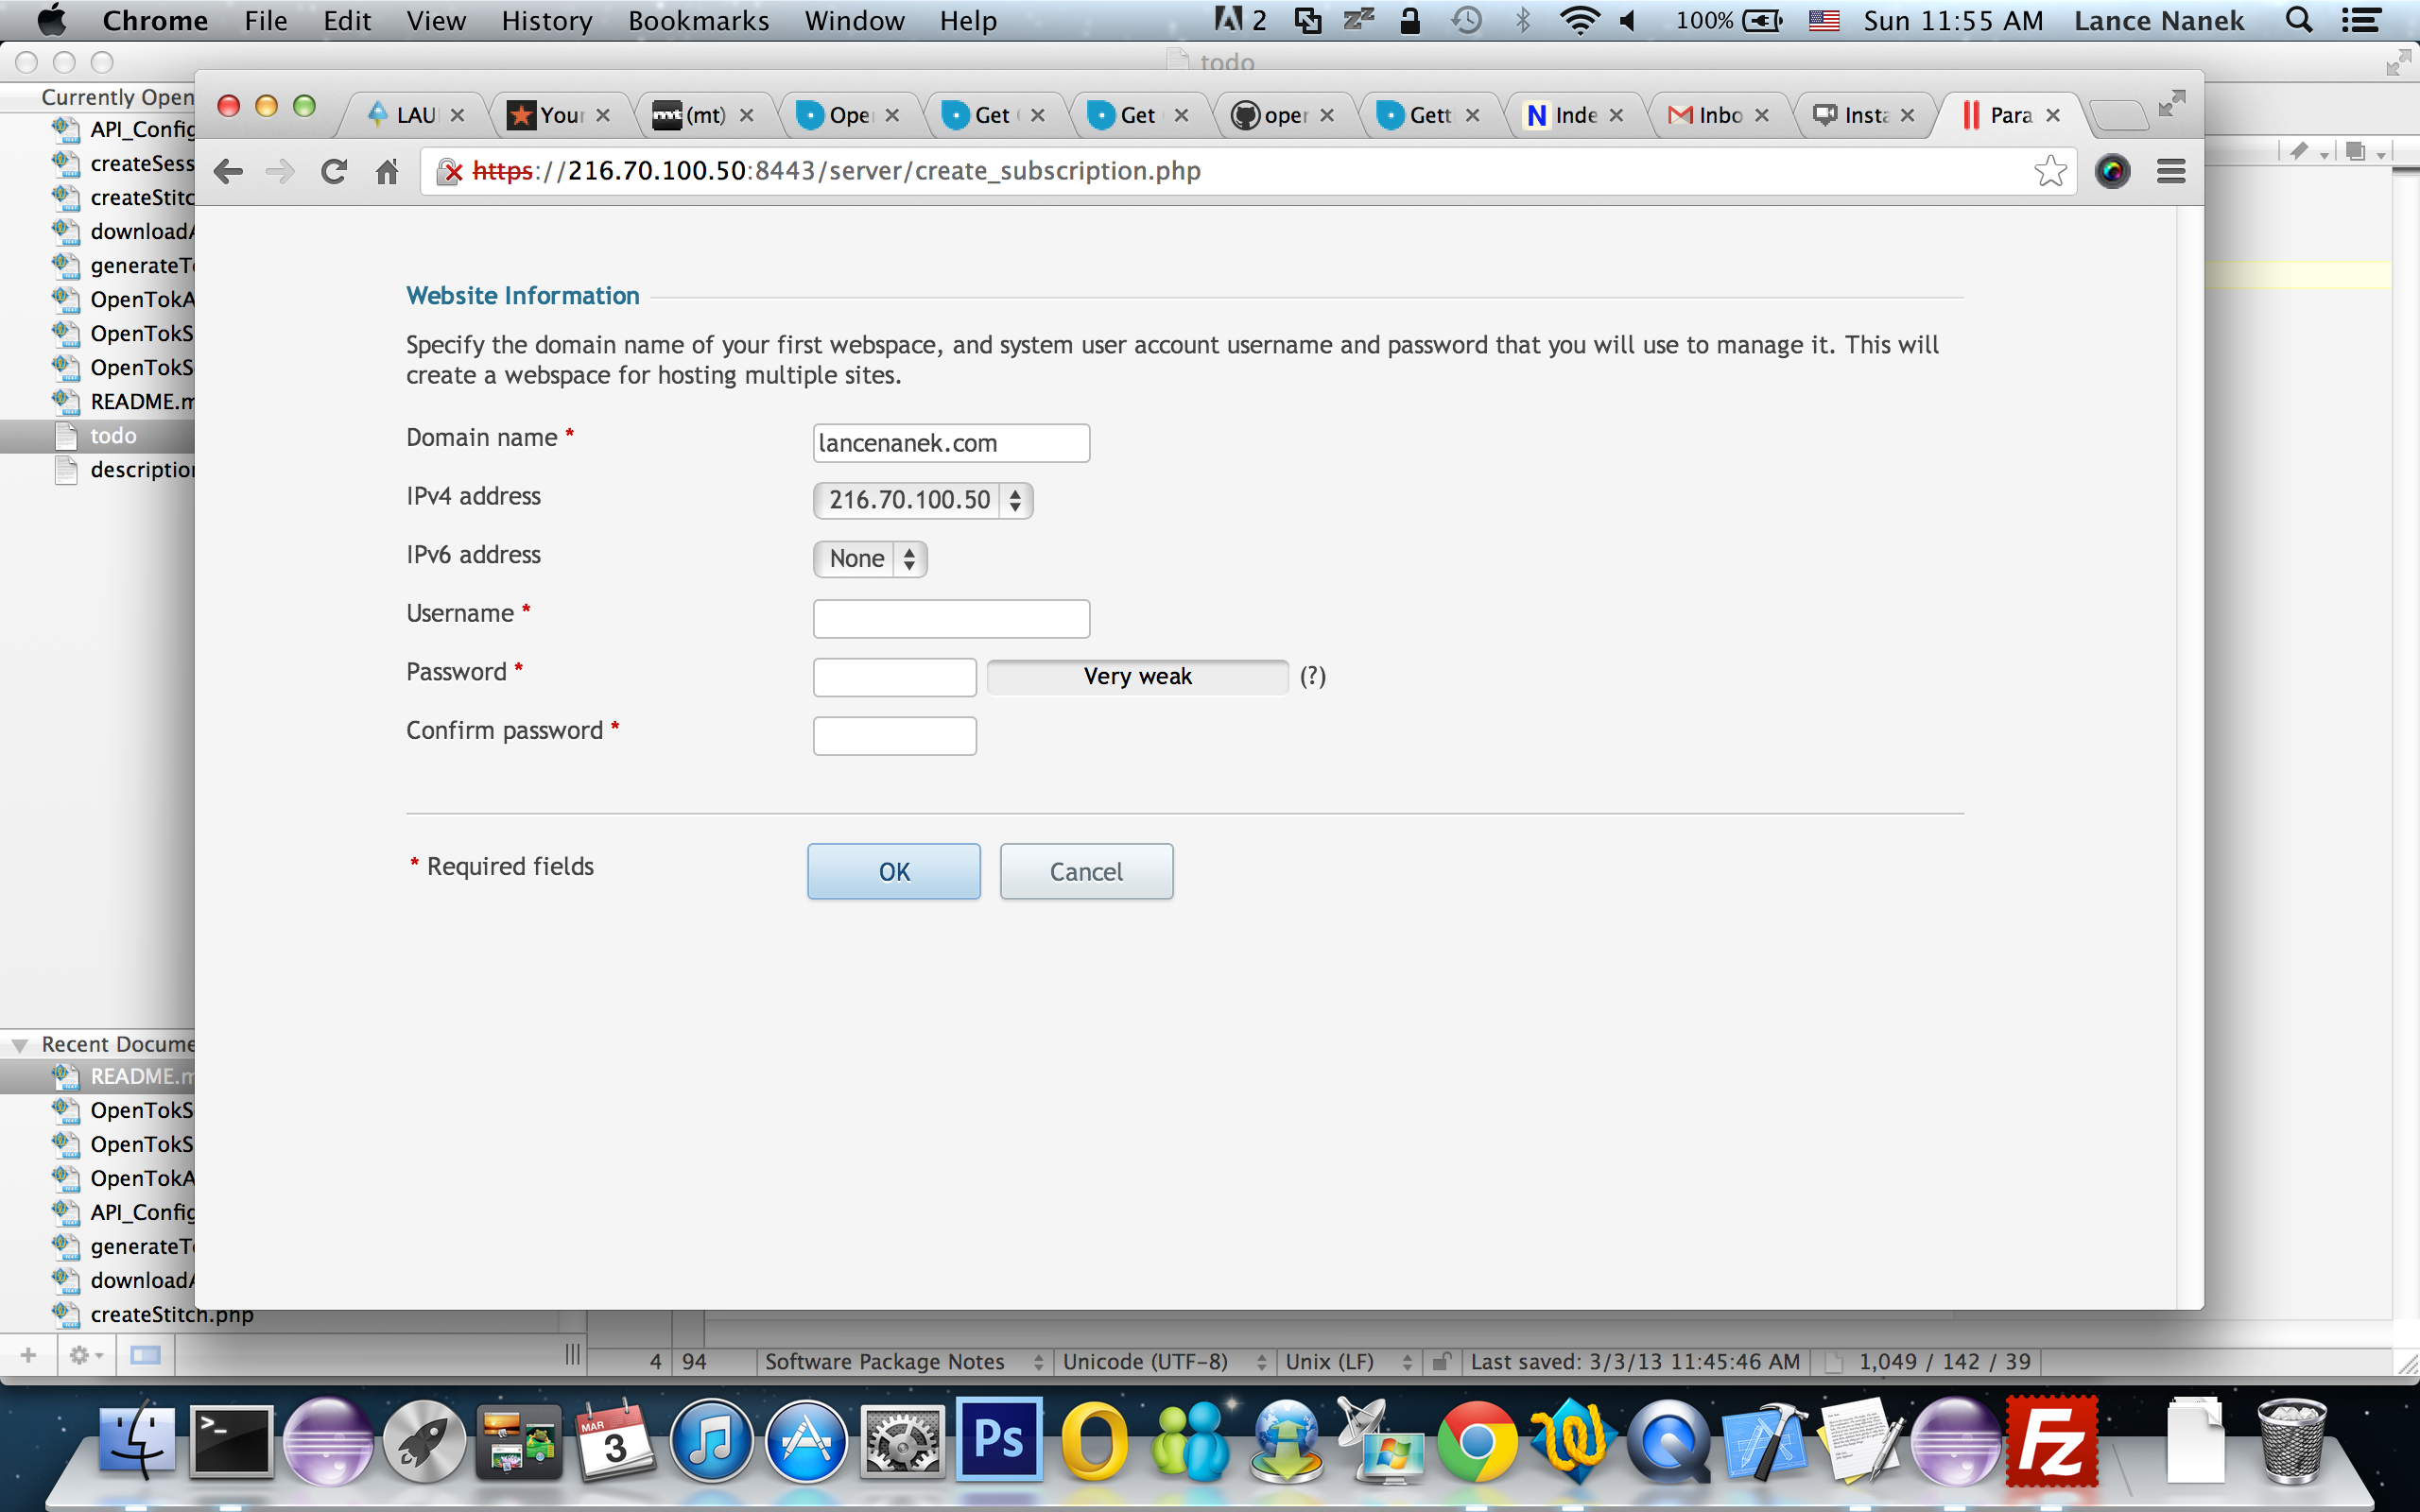 Chrome File Edit View History Bookmarks Window Help 2 100% Sun 11:55 AM Lance Nanek
todo
Currently Open
API_Config
createSess
createStitc
download
generateT
OpenTokA
OpenTokS
OpenTokS
README.m
todo
description
LAU Your mt (mt) Ope Get Get oper Gett N Inde Inbo Insta Para
https://216.70.100.50:8443/server/create_subscription.php
Website Information
Specify the domain name of your first webspace, and system user account username and password that you will use to manage it. This will
create a webspace for hosting multiple sites.
Domain name * lancenanek.com
IPv4 address 216.70.100.50
IPv6 address None
Username *
Password * Very weak (?)
Confirm password *
* Required fields OK Cancel
Recent Docume
README.m
OpenTokS
OpenTokS
OpenTokA
API_Config
generateT
download
createStitch.php
4 94 Software Package Notes Unicode (UTF-8) Unix (LF) Last saved: 3/3/13 11:45:46 AM 1,049 / 142 / 39
MAR
3
Ps
Fz